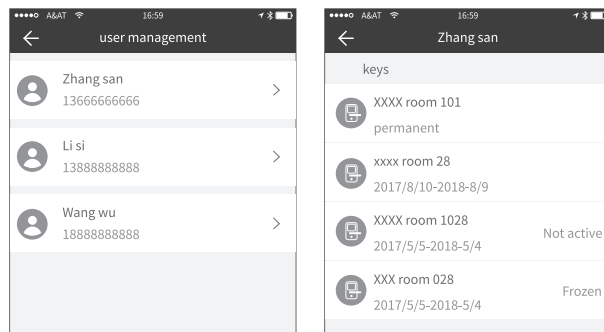 A&AT 16:59
user management
Zhang san
13666666666
Li si
13888888888
Wang wu
18888888888
A&AT 16:59
Zhang san
keys
XXXX room 101
permanent
xxxx room 28
2017/8/10-2018-8/9
XXXX room 1028
2017/5/5-2018-5/4
Not active
XXX room 028
2017/5/5-2018-5/4
Frozen